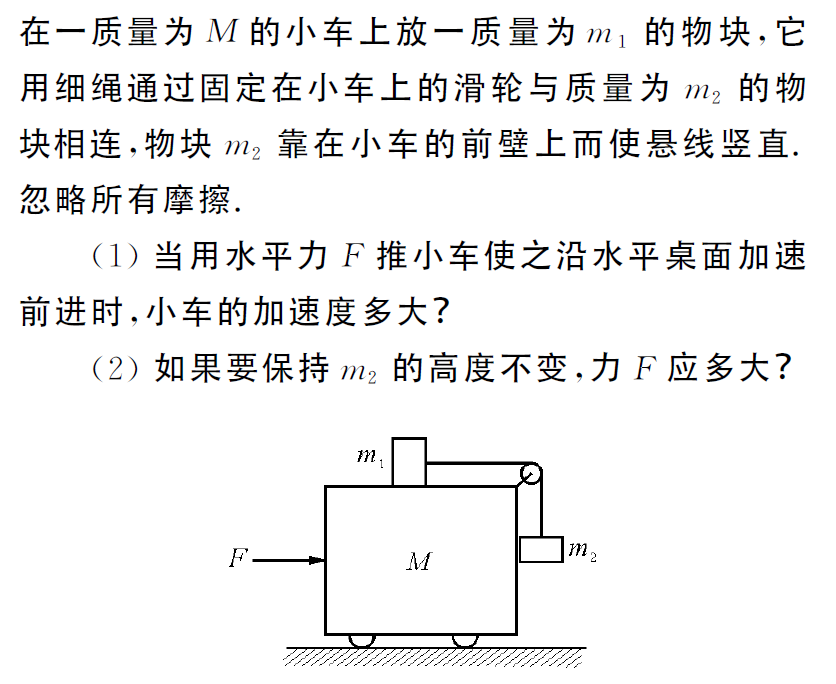 在一质量为 M 的小车上放一质量为 m₁ 的物块,它
用细绳通过固定在小车上的滑轮与质量为 m₂ 的物
块相连,物块 m₂ 靠在小车的前壁上而使悬线竖直.
忽略所有摩擦.
(1) 当用水平力 F 推小车使之沿水平桌面加速
前进时,小车的加速度多大?
(2) 如果要保持 m₂ 的高度不变,力 F 应多大?
m₁
F
M
m₂